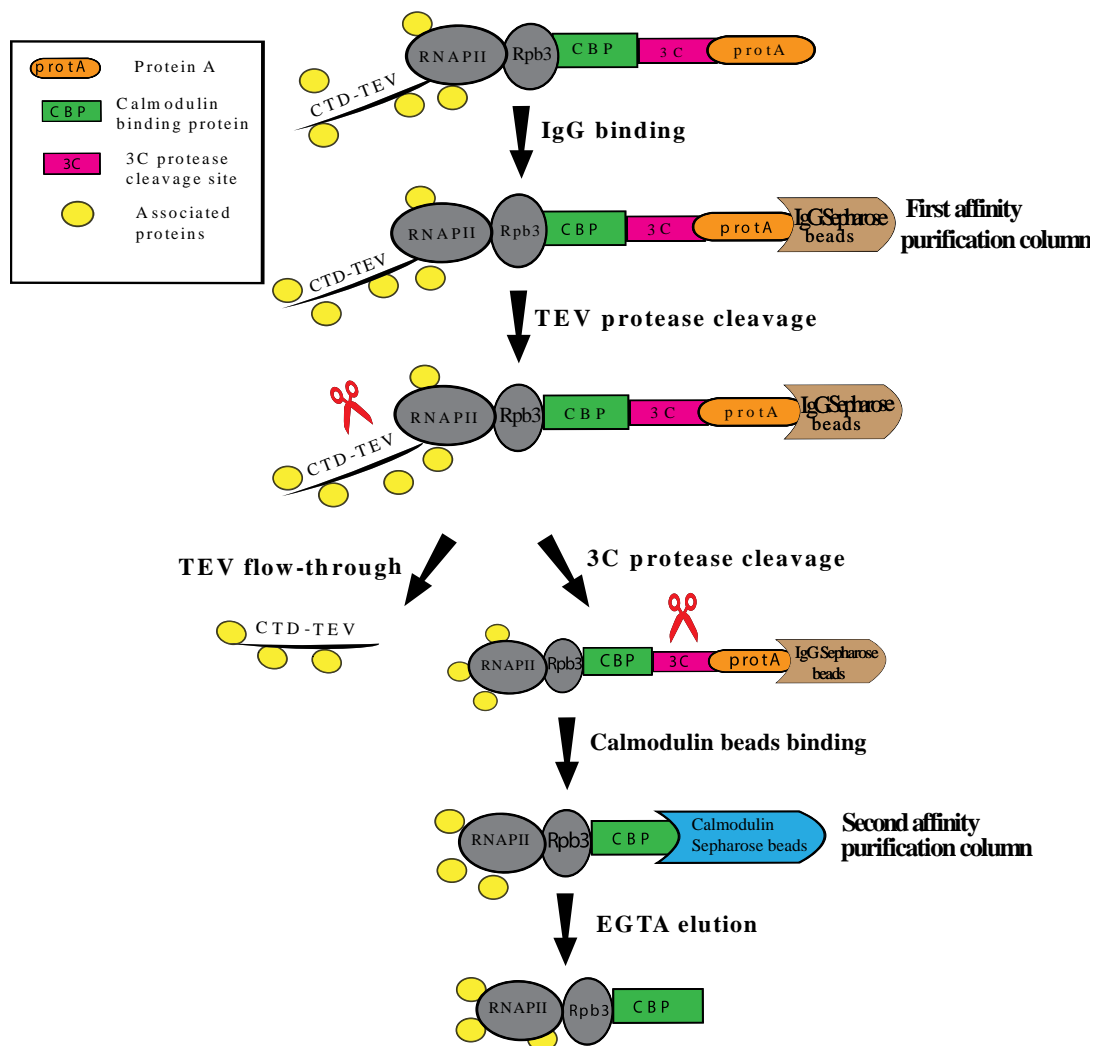 protA
Protein A
CBP
Calmodulin
binding protein
3C
3C protease
cleavage site
Associated
proteins
CTD-TEV
RNAPII
Rpb3
CBP
3C
protA
IgG binding
CTD-TEV
RNAPII
Rpb3
CBP
3C
protA
IgG Sepharose
beads
First affinity
purification column
TEV protease cleavage
CTD-TEV
RNAPII
Rpb3
CBP
3C
protA
IgG Sepharose
beads
TEV flow-through
3C protease cleavage
CTD-TEV
RNAPII
Rpb3
CBP
3C
protA
IgG Sepharose
beads
Calmodulin beads binding
RNAPII
Rpb3
CBP
Calmodulin
Sepharose beads
Second affinity
purification column
EGTA elution
RNAPII
Rpb3
CBP